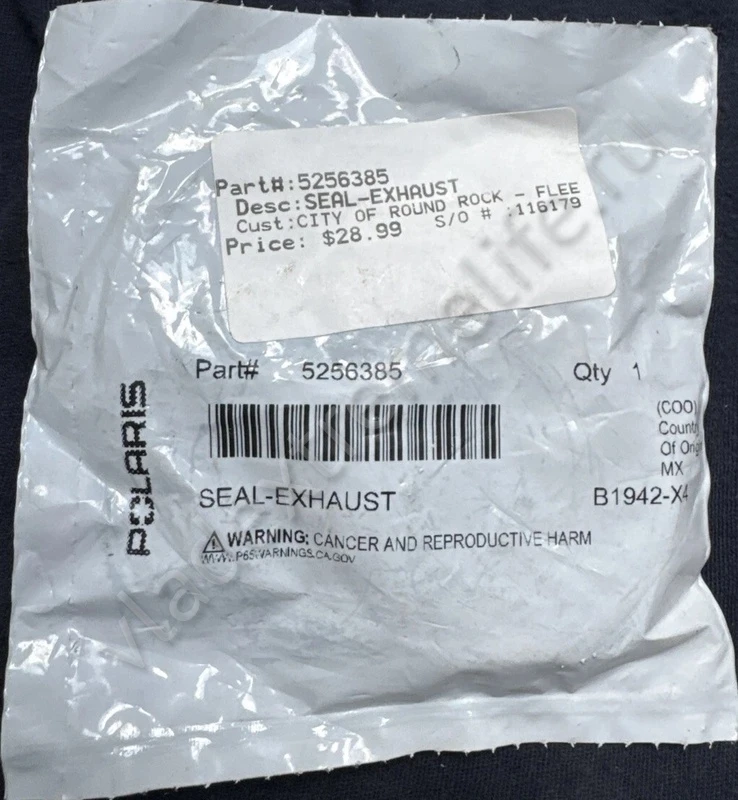 Part#:5256385
Desc:SEAL-EXHAUST
Cust:CITY OF ROUND ROCK - FLEE
Price: $28.99 S/O # :116179
Part# 5256385 Qty 1
(COO)
Country
Of Orig
MX
SEAL-EXHAUST B1942-X4
WARNING: CANCER AND REPRODUCTIVE HARM
WWW.P65WARNINGS.CA.GOV
POLARIS